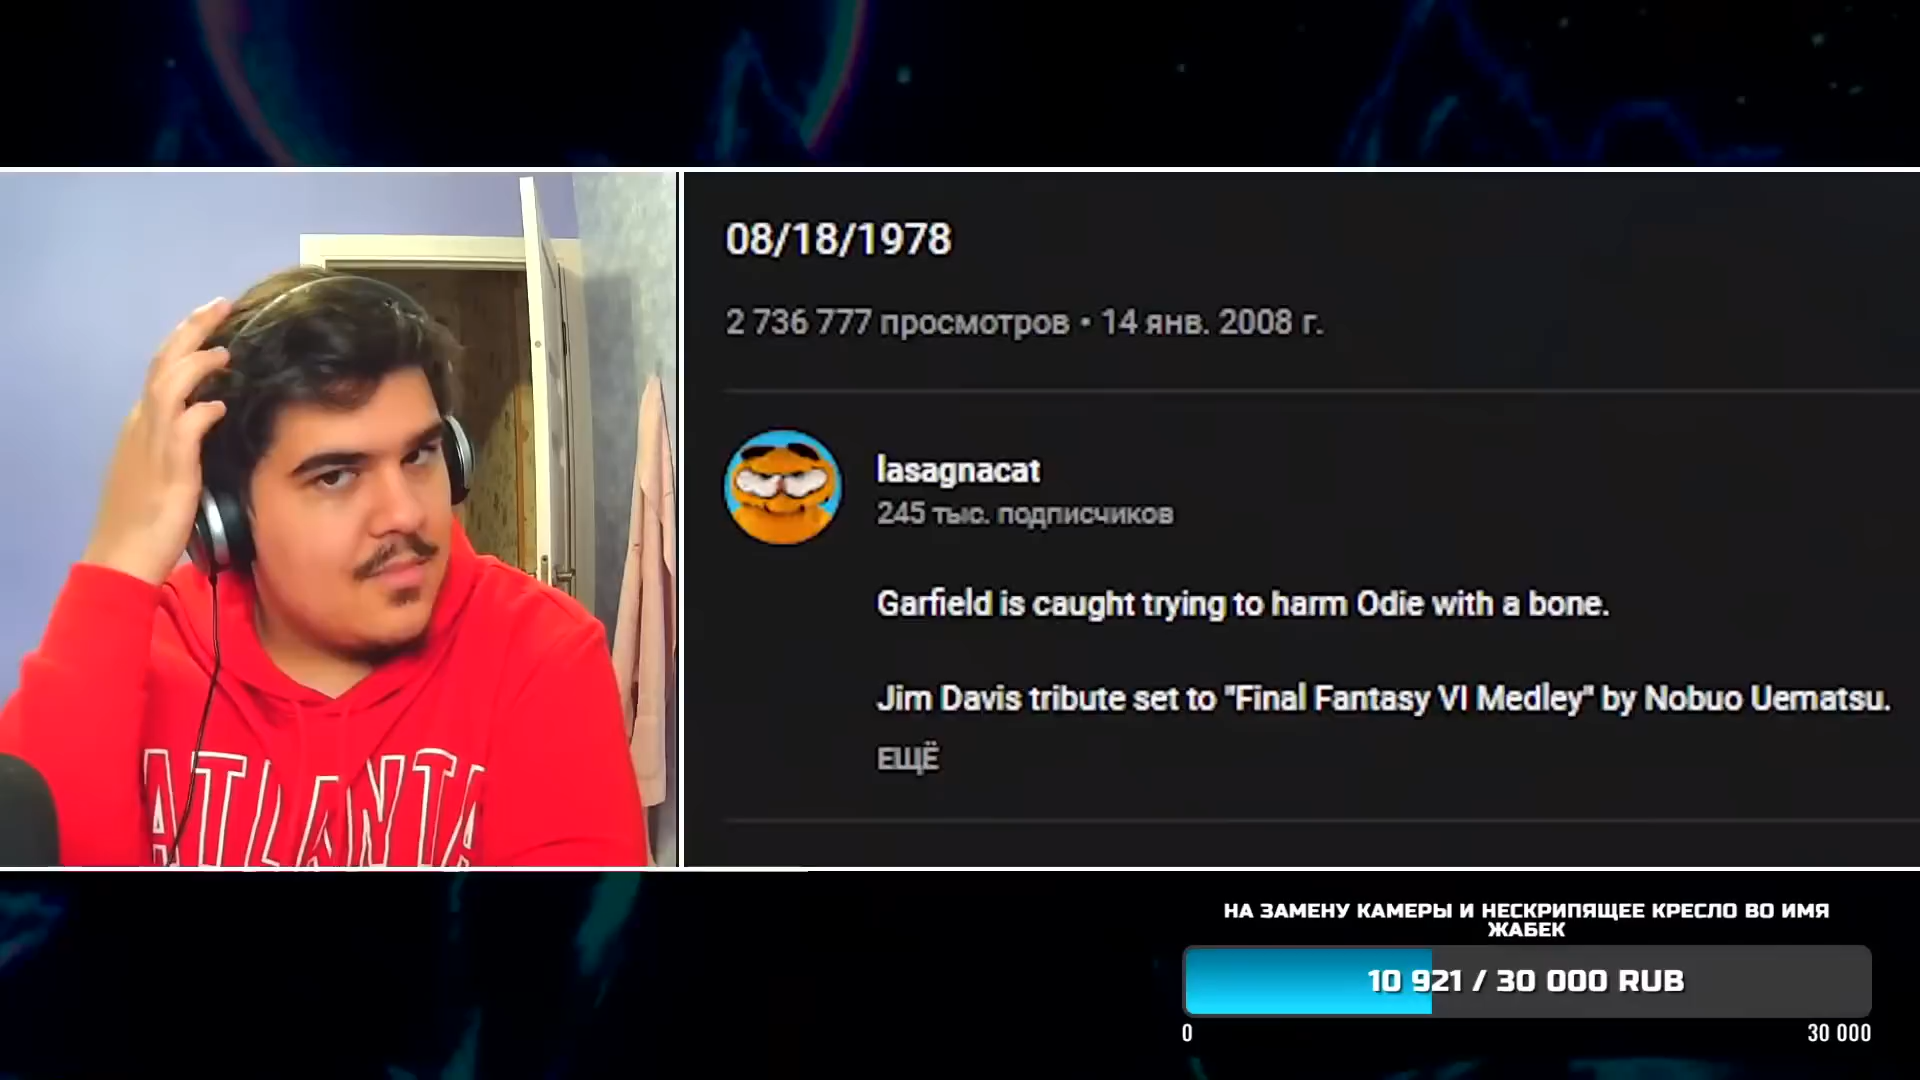 08/18/1978
2 736 777 просмотров • 14 янв. 2008 г.
lasagnacat
245 тыс. подписчиков
Garfield is caught trying to harm Odie with a bone.
Jim Davis tribute set to "Final Fantasy VI Medley" by Nobuo Uematsu.
ЕЩЁ
ATLANTA
НА ЗАМЕНУ КАМЕРЫ И НЕСКРИПЯЩЕЕ КРЕСЛО ВО ИМЯ
ЖАБЕК
10 921 / 30 000 RUB
0
30 000